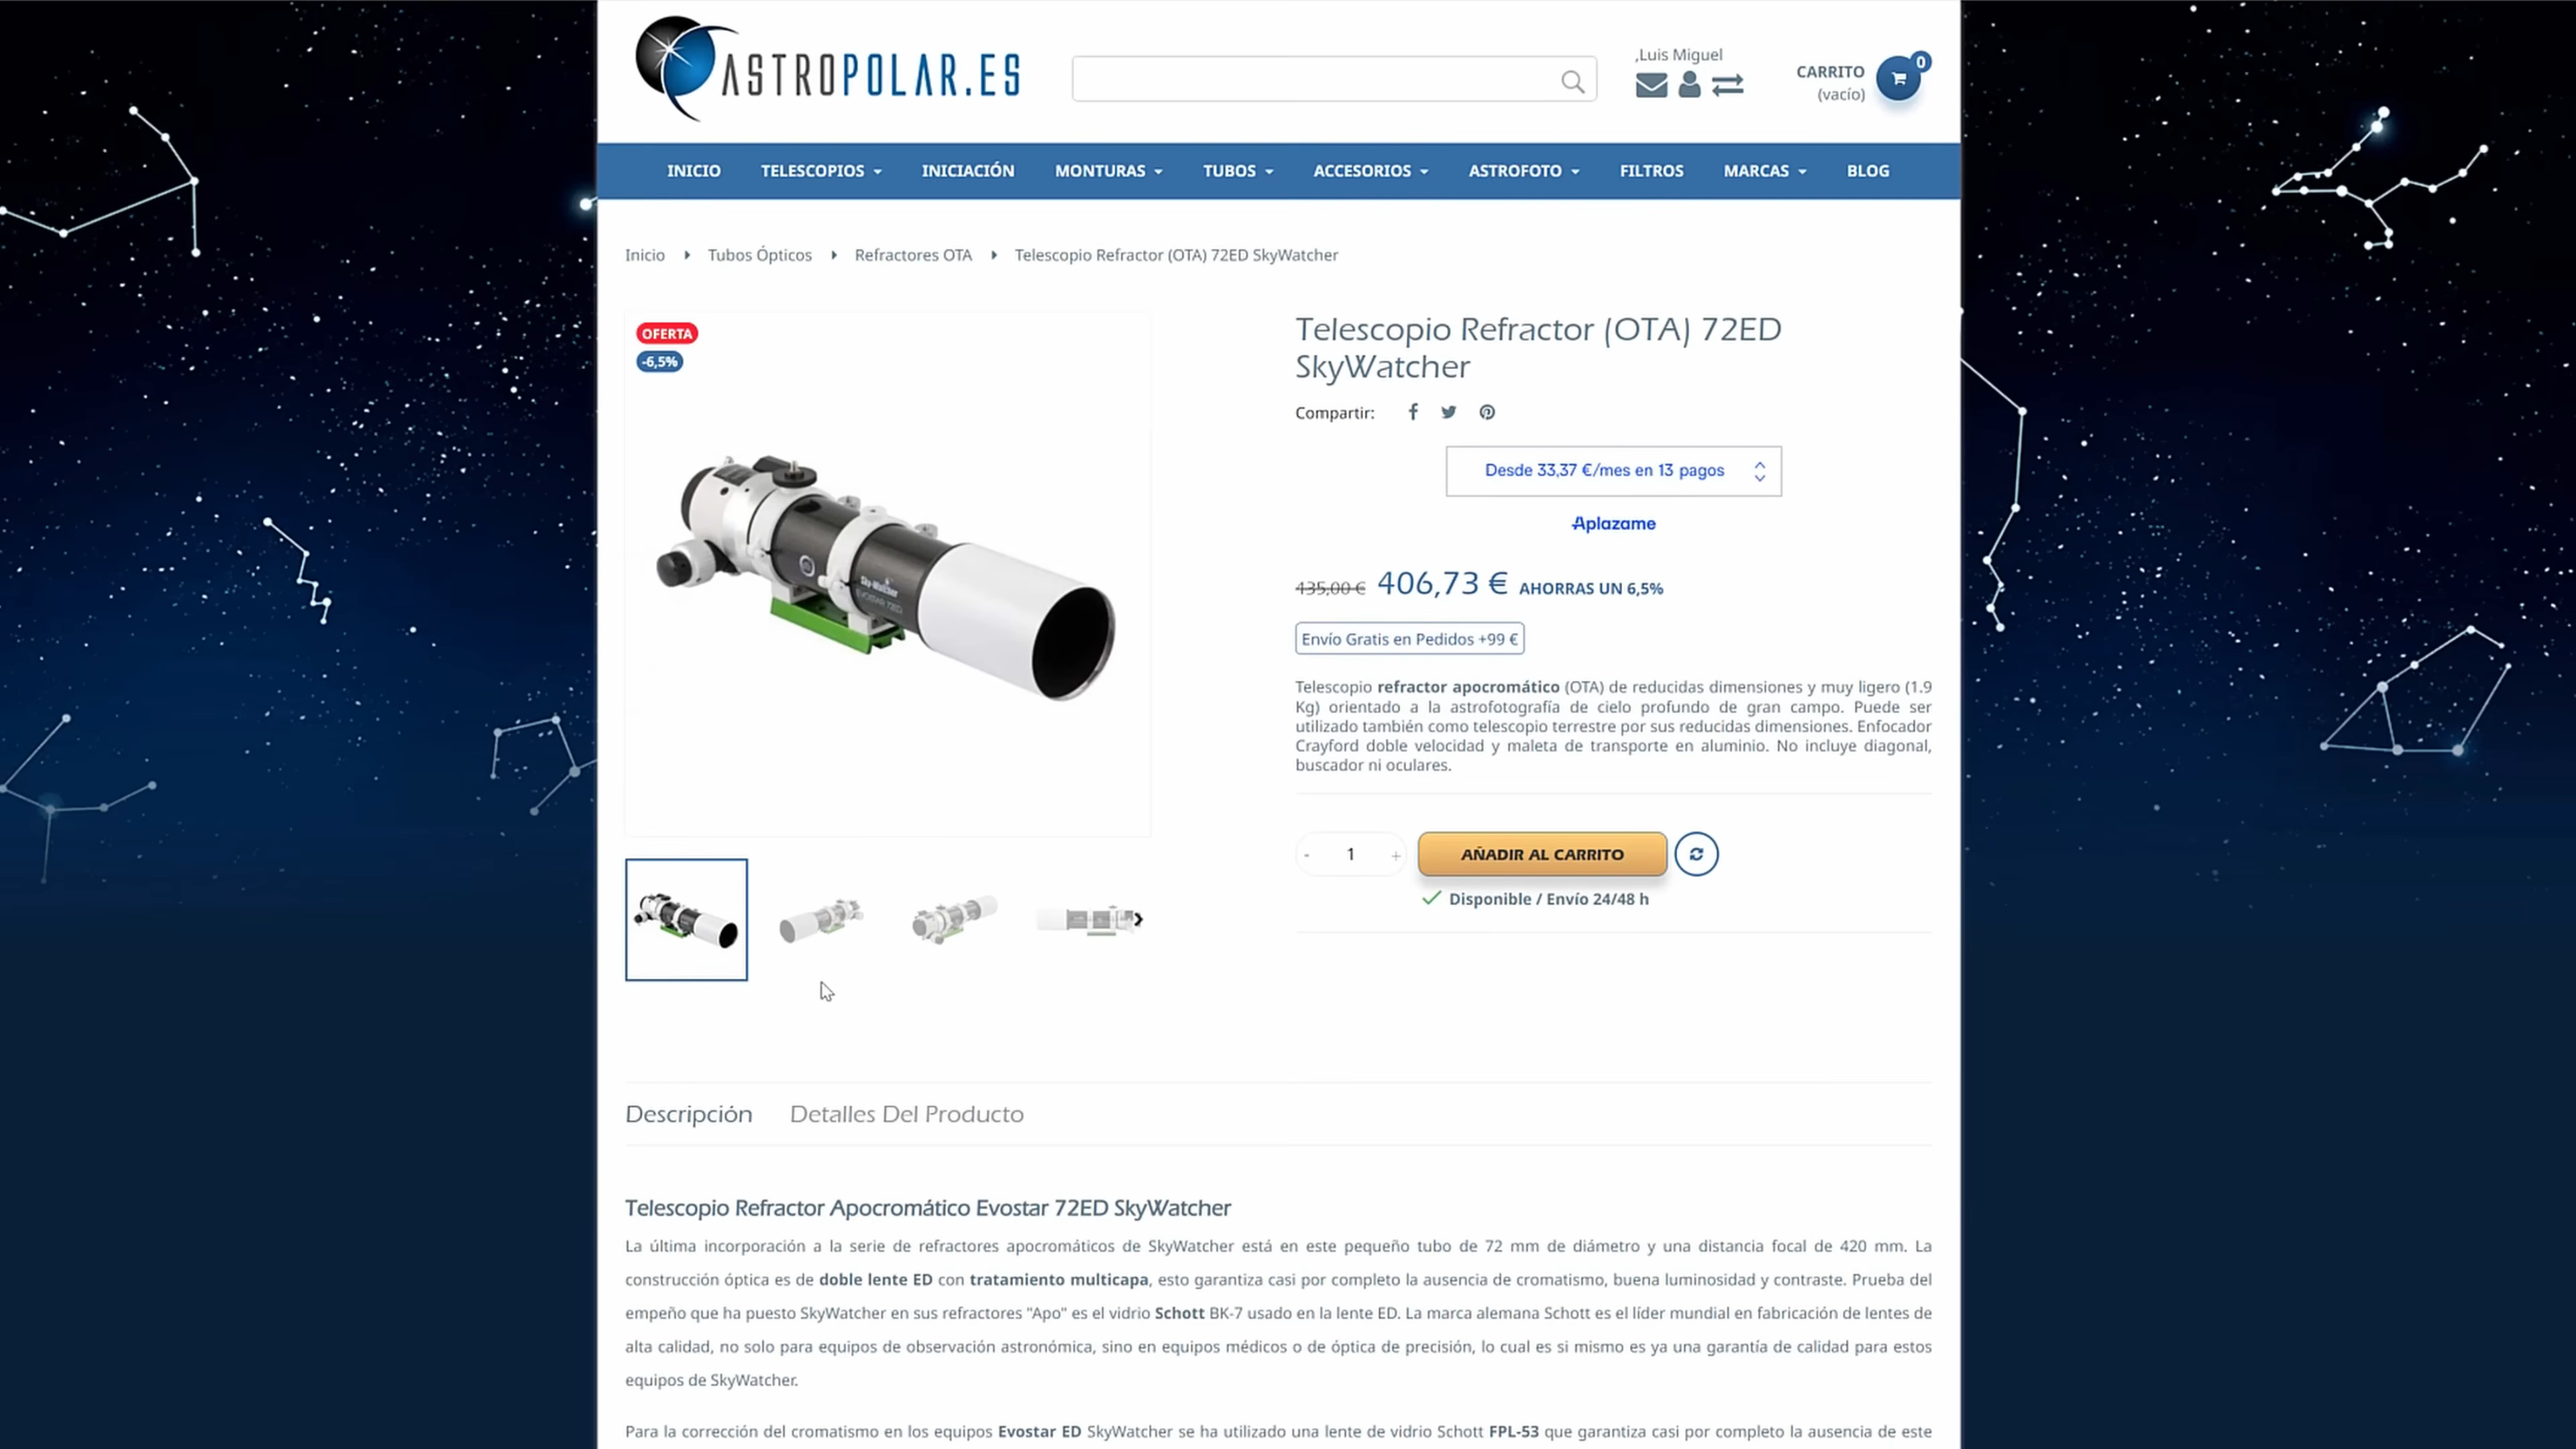 ASTROPOLAR.ES
,Luis Miguel
CARRITO
(vacío)
0
INICIO TELESCOPIOS INICIACIÓN MONTURAS TUBOS ACCESORIOS ASTROFOTO FILTROS MARCAS BLOG
Inicio Tubos Ópticos Refractores OTA Telescopio Refractor (OTA) 72ED SkyWatcher
OFERTA
-6,5%
Sky-Watcher
EVOSTAR 72ED
Telescopio Refractor (OTA) 72ED
SkyWatcher
Compartir:
Desde 33,37 €/mes en 13 pagos
Aplazame
435,00 € 406,73 € AHORRAS UN 6,5%
Envío Gratis en Pedidos +99 €
Telescopio refractor apocromático (OTA) de reducidas dimensiones y muy ligero (1.9
Kg) orientado a la astrofotografía de cielo profundo de gran campo. Puede ser
utilizado también como telescopio terrestre por sus reducidas dimensiones. Enfocador
Crayford doble velocidad y maleta de transporte en aluminio. No incluye diagonal,
buscador ni oculares.
- 1 +
AÑADIR AL CARRITO
Disponible / Envío 24/48 h
Descripción Detalles Del Producto
Telescopio Refractor Apocromático Evostar 72ED SkyWatcher
La última incorporación a la serie de refractores apocromáticos de SkyWatcher está en este pequeño tubo de 72 mm de diámetro y una distancia focal de 420 mm. La
construcción óptica es de doble lente ED con tratamiento multicapa, esto garantiza casi por completo la ausencia de cromatismo, buena luminosidad y contraste. Prueba del
empeño que ha puesto SkyWatcher en sus refractores "Apo" es el vidrio Schott BK-7 usado en la lente ED. La marca alemana Schott es el líder mundial en fabricación de lentes de
alta calidad, no solo para equipos de observación astronómica, sino en equipos médicos o de óptica de precisión, lo cual es si mismo es ya una garantía de calidad para estos
equipos de SkyWatcher.
Para la corrección del cromatismo en los equipos Evostar ED SkyWatcher se ha utilizado una lente de vidrio Schott FPL-53 que garantiza casi por completo la ausencia de este